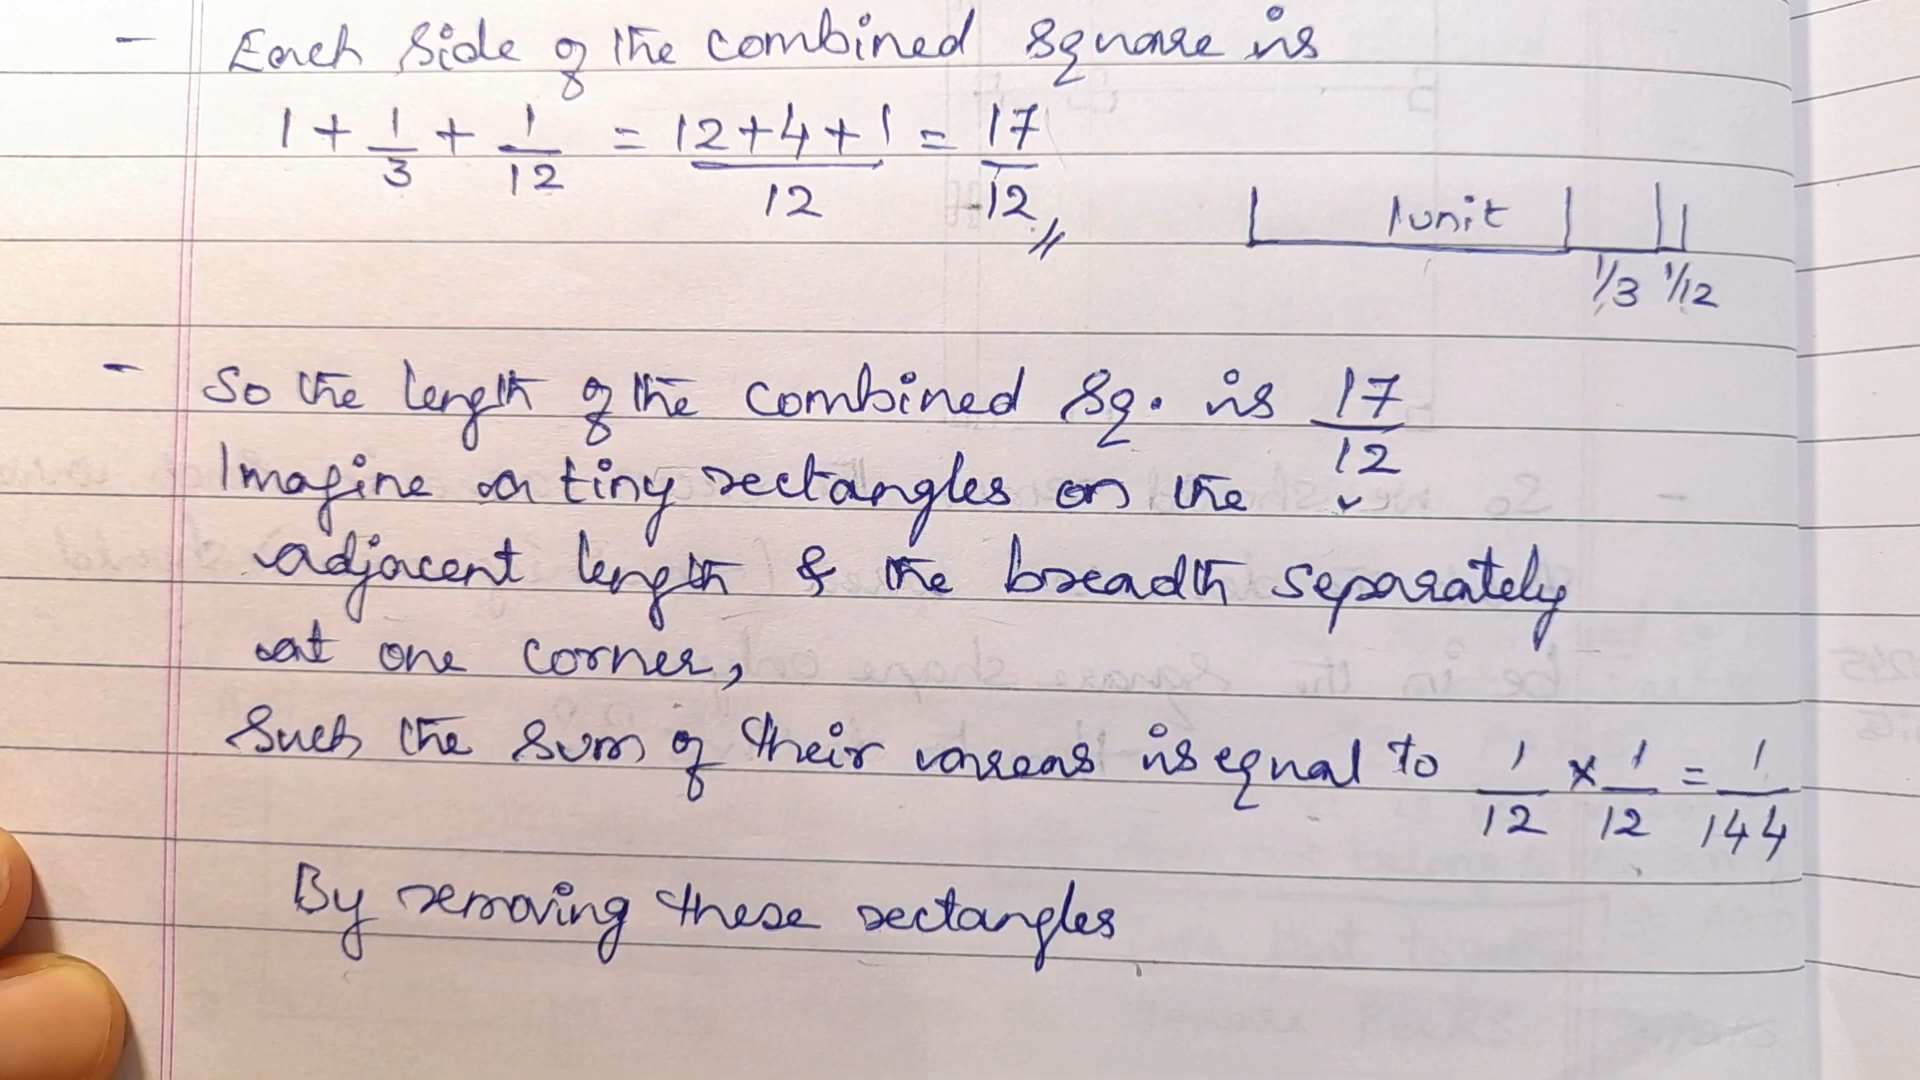 - Each side of the combined square is
1 + 1/3 + 1/12 = 12+4+1/12 = 17/12 //
1 unit
1/3 1/12
- So the length of the combined sq. is 17/12
Imagine a tiny rectangles on the
adjacent length & the breadth separately
at one corner,
Such the sum of their areas is equal to 1/12 × 1/12 = 1/144
By removing these rectangles